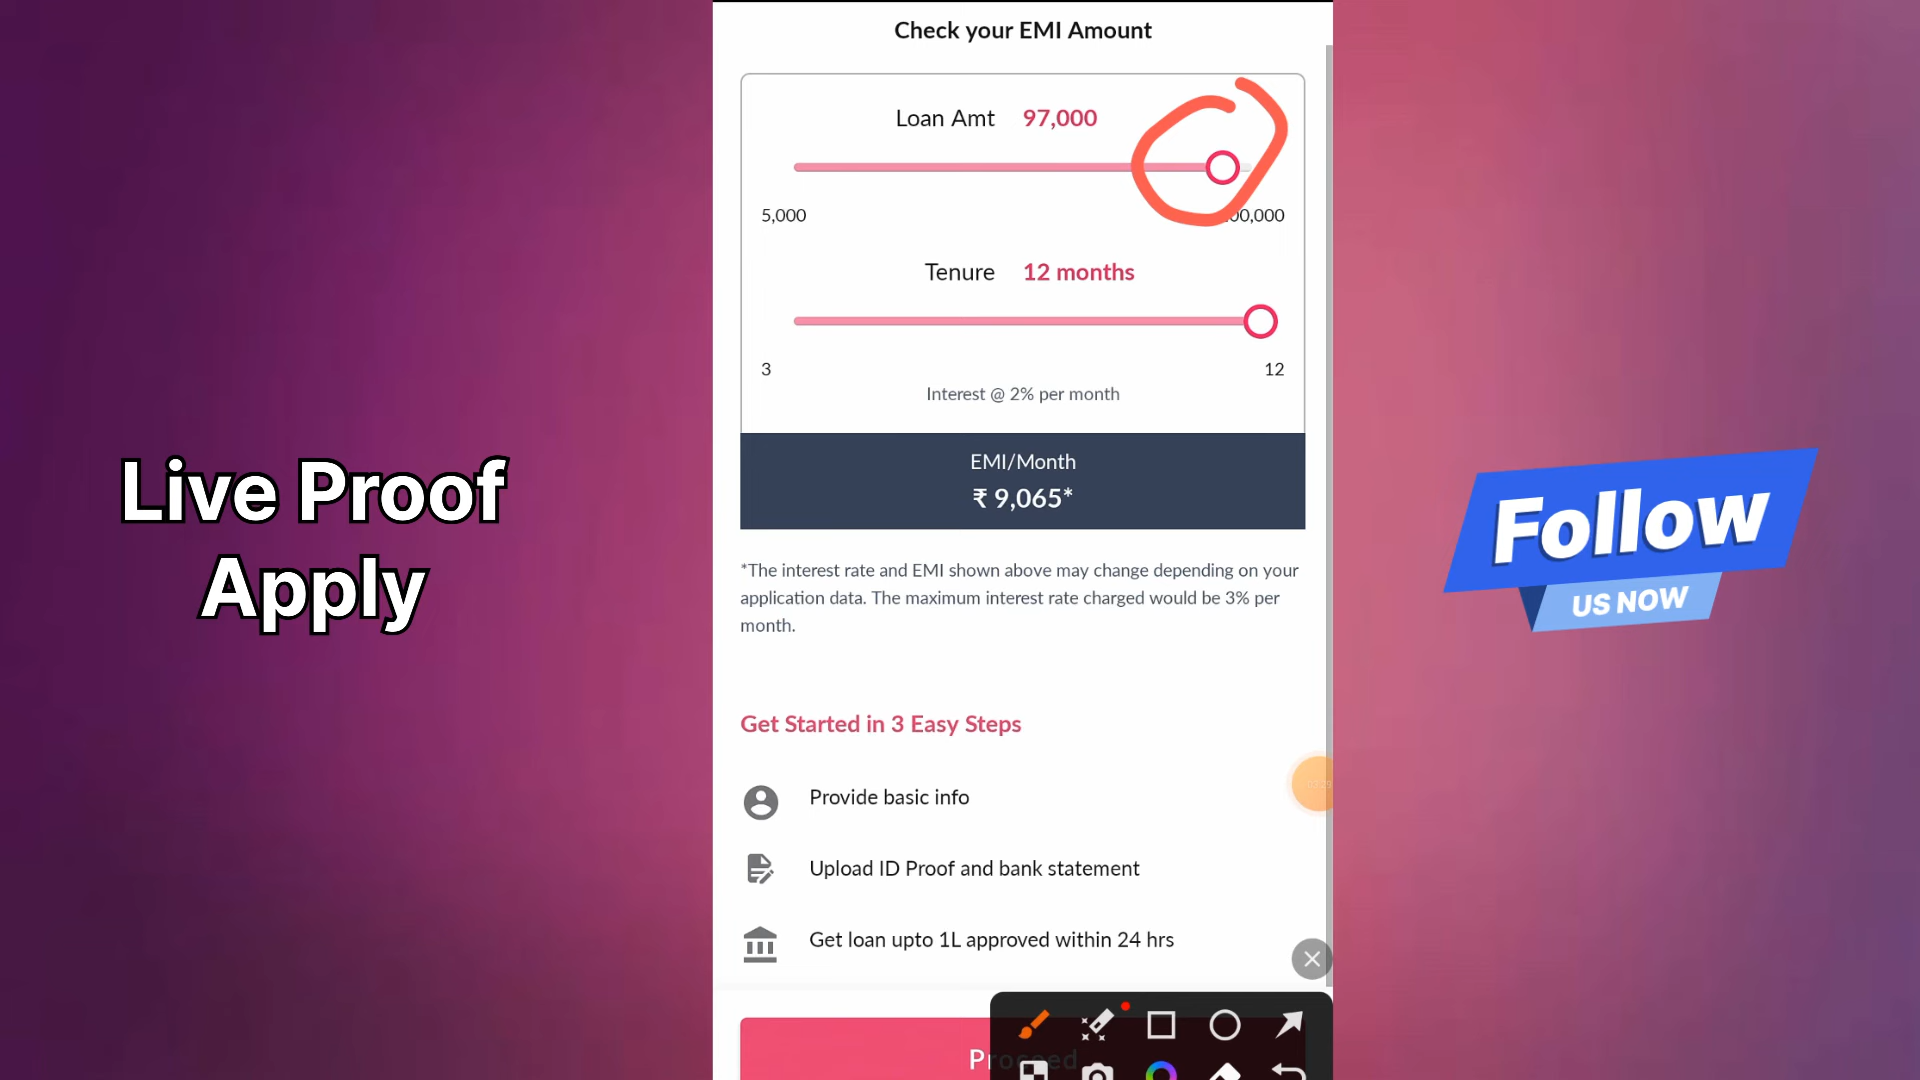 Check your EMI Amount
Loan Amt 97,000
5,000
00,000
Tenure 12 months
3
12
Interest @ 2% per month
EMI/Month
₹ 9,065*
*The interest rate and EMI shown above may change depending on your
application data. The maximum interest rate charged would be 3% per
month.
Get Started in 3 Easy Steps
Provide basic info
Upload ID Proof and bank statement
Get loan upto 1L approved within 24 hrs
Proceed
Live Proof
Apply
Follow
US NOW